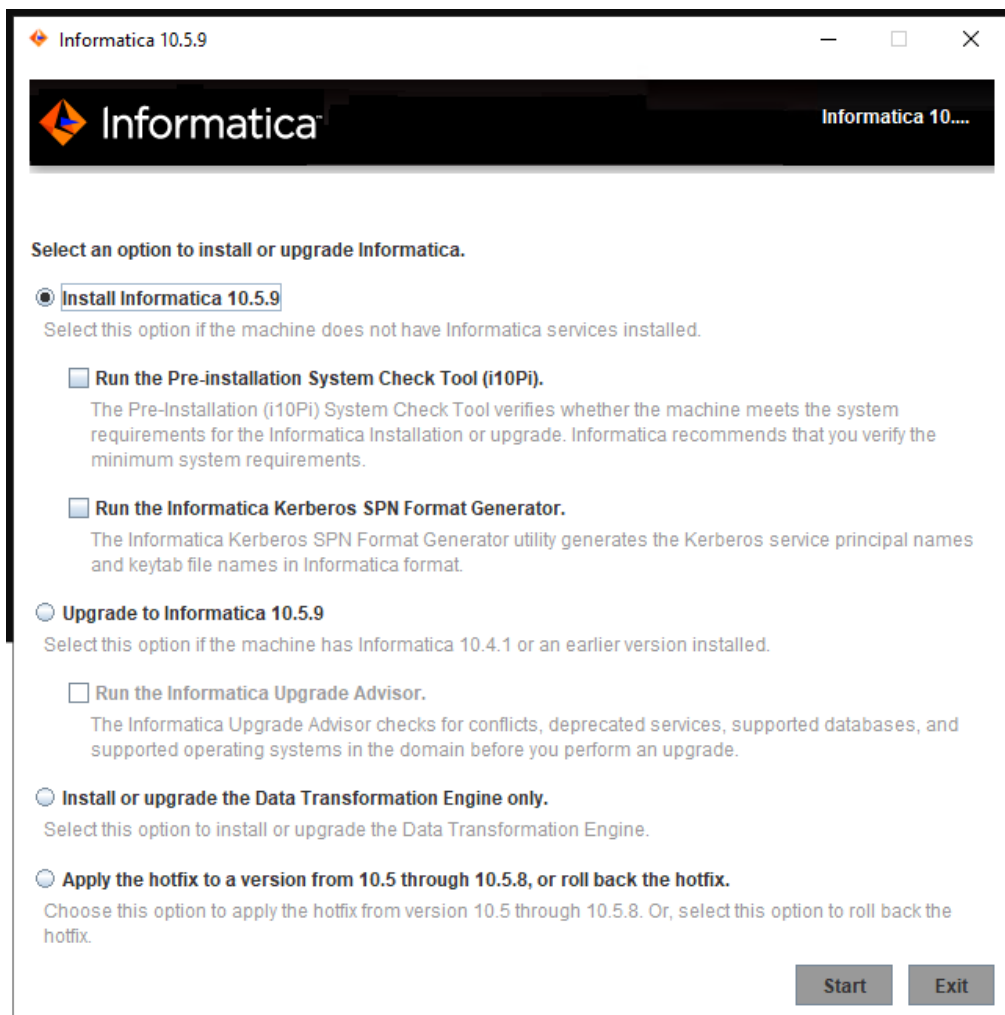 Informatica 10.5.9
Informatica
Informatica 10....
Select an option to install or upgrade Informatica.
Install Informatica 10.5.9
Select this option if the machine does not have Informatica services installed.
Run the Pre-installation System Check Tool (i10Pi).
The Pre-Installation (i10Pi) System Check Tool verifies whether the machine meets the system
requirements for the Informatica Installation or upgrade. Informatica recommends that you verify the
minimum system requirements.
Run the Informatica Kerberos SPN Format Generator.
The Informatica Kerberos SPN Format Generator utility generates the Kerberos service principal names
and keytab file names in Informatica format.
Upgrade to Informatica 10.5.9
Select this option if the machine has Informatica 10.4.1 or an earlier version installed.
Run the Informatica Upgrade Advisor.
The Informatica Upgrade Advisor checks for conflicts, deprecated services, supported databases, and
supported operating systems in the domain before you perform an upgrade.
Install or upgrade the Data Transformation Engine only.
Select this option to install or upgrade the Data Transformation Engine.
Apply the hotfix to a version from 10.5 through 10.5.8, or roll back the hotfix.
Choose this option to apply the hotfix from version 10.5 through 10.5.8. Or, select this option to roll back the
hotfix.
Start Exit